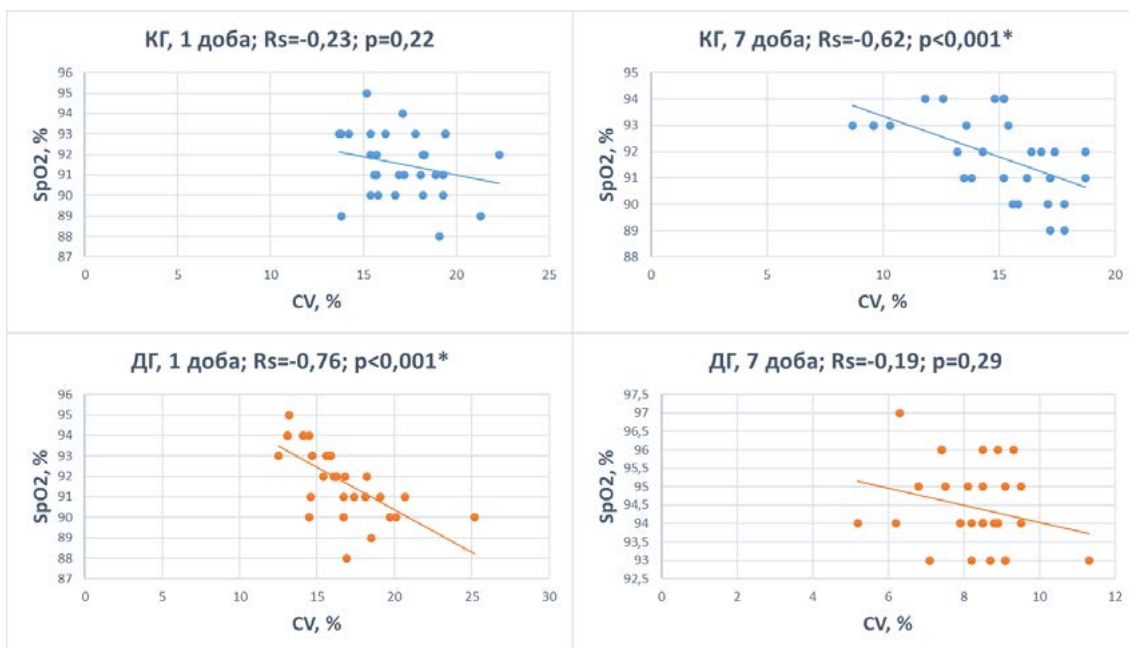 КГ, 1 доба; Rs=-0,23; p=0,22
SpO2, %
96
95
94
93
92
91
90
89
88
87
0 5 10 15 20 25
CV, %
КГ, 7 доба; Rs=-0,62; p<0,001*
SpO2, %
95
94
93
92
91
90
89
88
0 5 10 15 20
CV, %
ДГ, 1 доба; Rs=-0,76; p<0,001*
SpO2, %
96
95
94
93
92
91
90
89
88
87
0 5 10 15 20 25 30
CV, %
ДГ, 7 доба; Rs=-0,19; p=0,29
SpO2, %
97,5
97
96,5
96
95,5
95
94,5
94
93,5
93
92,5
0 2 4 6 8 10 12
CV, %